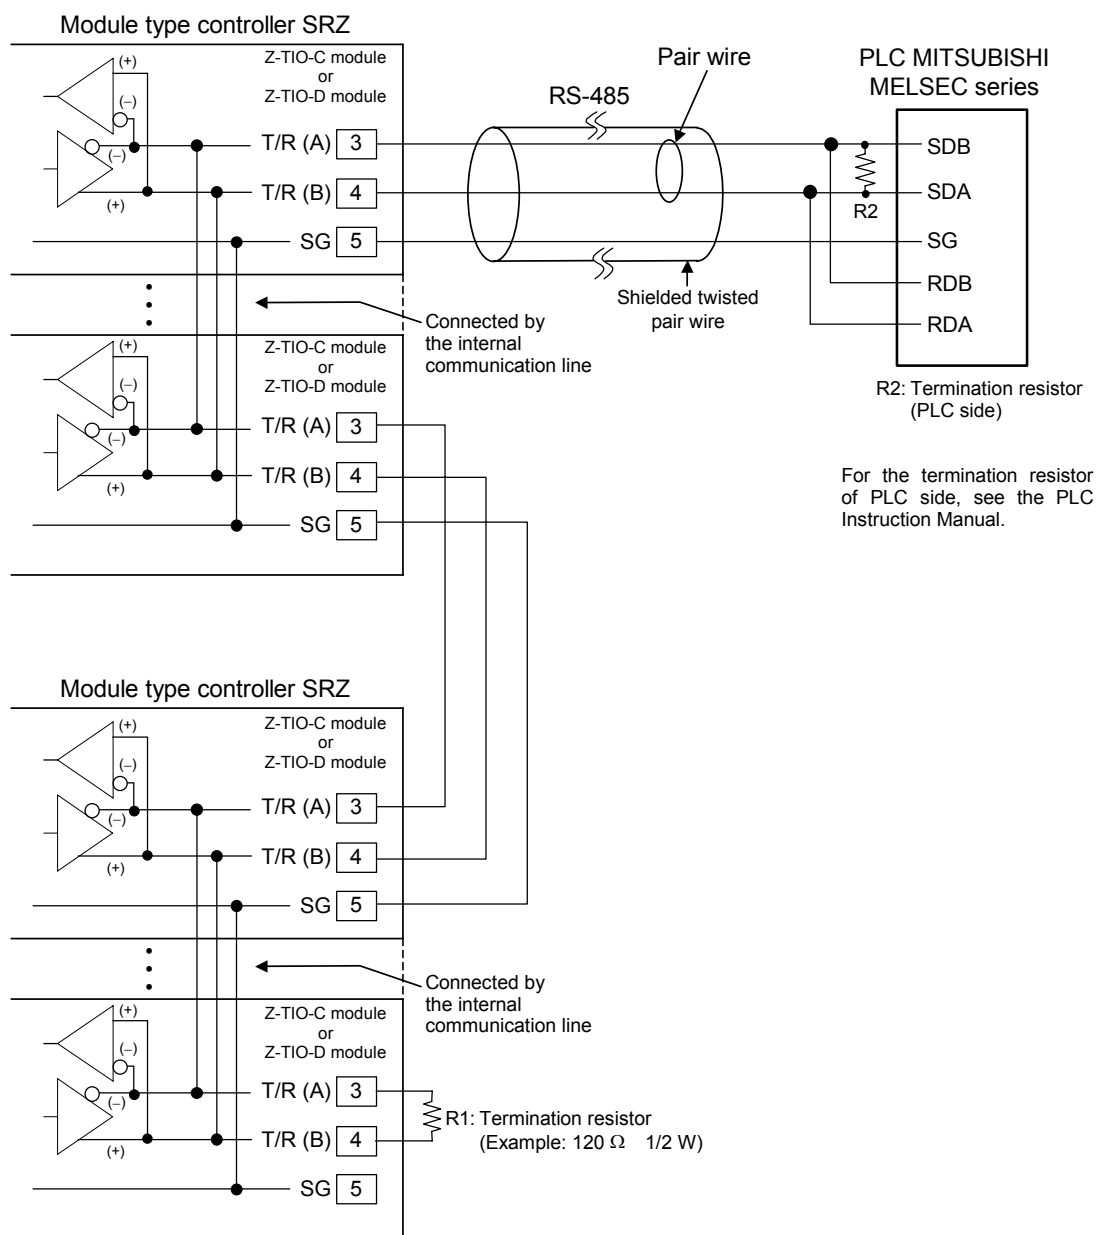 Module type controller SRZ
Z-TIO-C module
or
Z-TIO-D module
(+)
(−)
(−)
(+)
T/R (A) 3
T/R (B) 4
SG 5
RS-485
Pair wire
Shielded twisted
pair wire
PLC MITSUBISHI
MELSEC series
SDB
SDA
R2
SG
RDB
RDA
R2: Termination resistor
(PLC side)
For the termination resistor
of PLC side, see the PLC
Instruction Manual.
Connected by
the internal
communication line
Z-TIO-C module
or
Z-TIO-D module
(+)
(−)
(−)
(+)
T/R (A) 3
T/R (B) 4
SG 5
Module type controller SRZ
Z-TIO-C module
or
Z-TIO-D module
(+)
(−)
(−)
(+)
T/R (A) 3
T/R (B) 4
SG 5
Connected by
the internal
communication line
Z-TIO-C module
or
Z-TIO-D module
(+)
(−)
(−)
(+)
T/R (A) 3
T/R (B) 4
SG 5
R1: Termination resistor
(Example: 120 Ω 1/2 W)